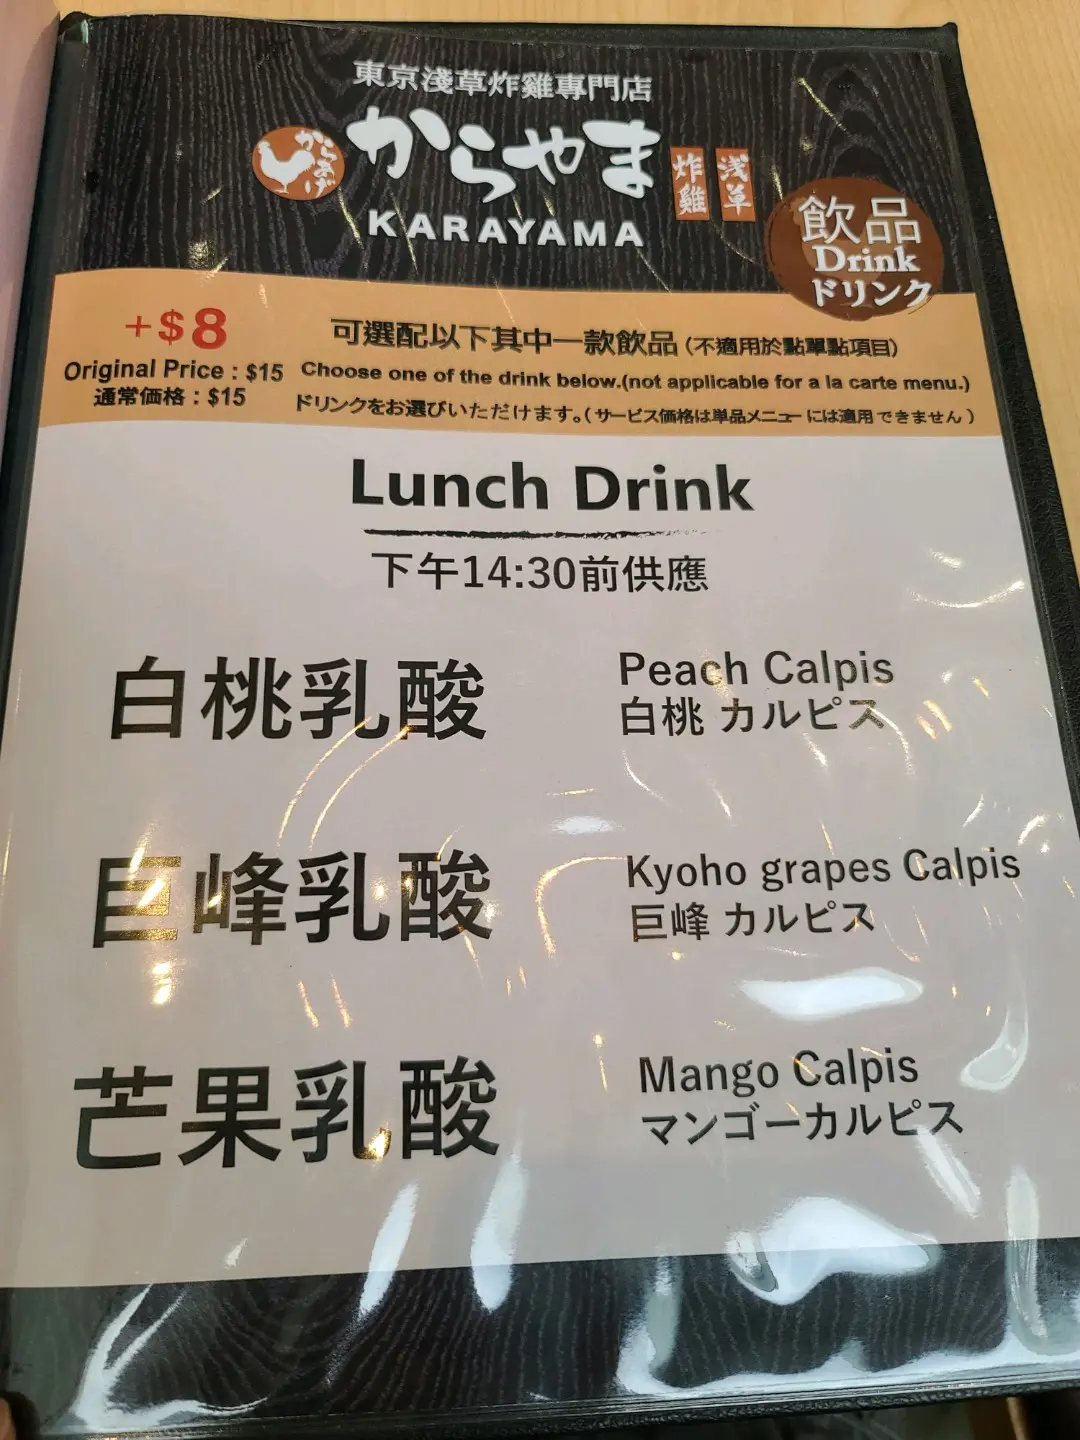 東京淺草炸雞專門店
からあげ
からやま
炸雞
浅草
KARAYAMA
飲品
Drink
ドリンク
+$8
Original Price : $15
通常価格 : $15
可選配以下其中一款飲品 (不適用於點單點項目)
Choose one of the drink below.(not applicable for a la carte menu.)
ドリンクをお選びいただけます。( サービス価格は単品メニュー には適用 できません )
Lunch Drink
下午14:30前供應
白桃乳酸
Peach Calpis
白桃 カルピス
巨峰乳酸
Kyoho grapes Calpis
巨峰 カルピス
芒果乳酸
Mango Calpis
マンゴーカルピス